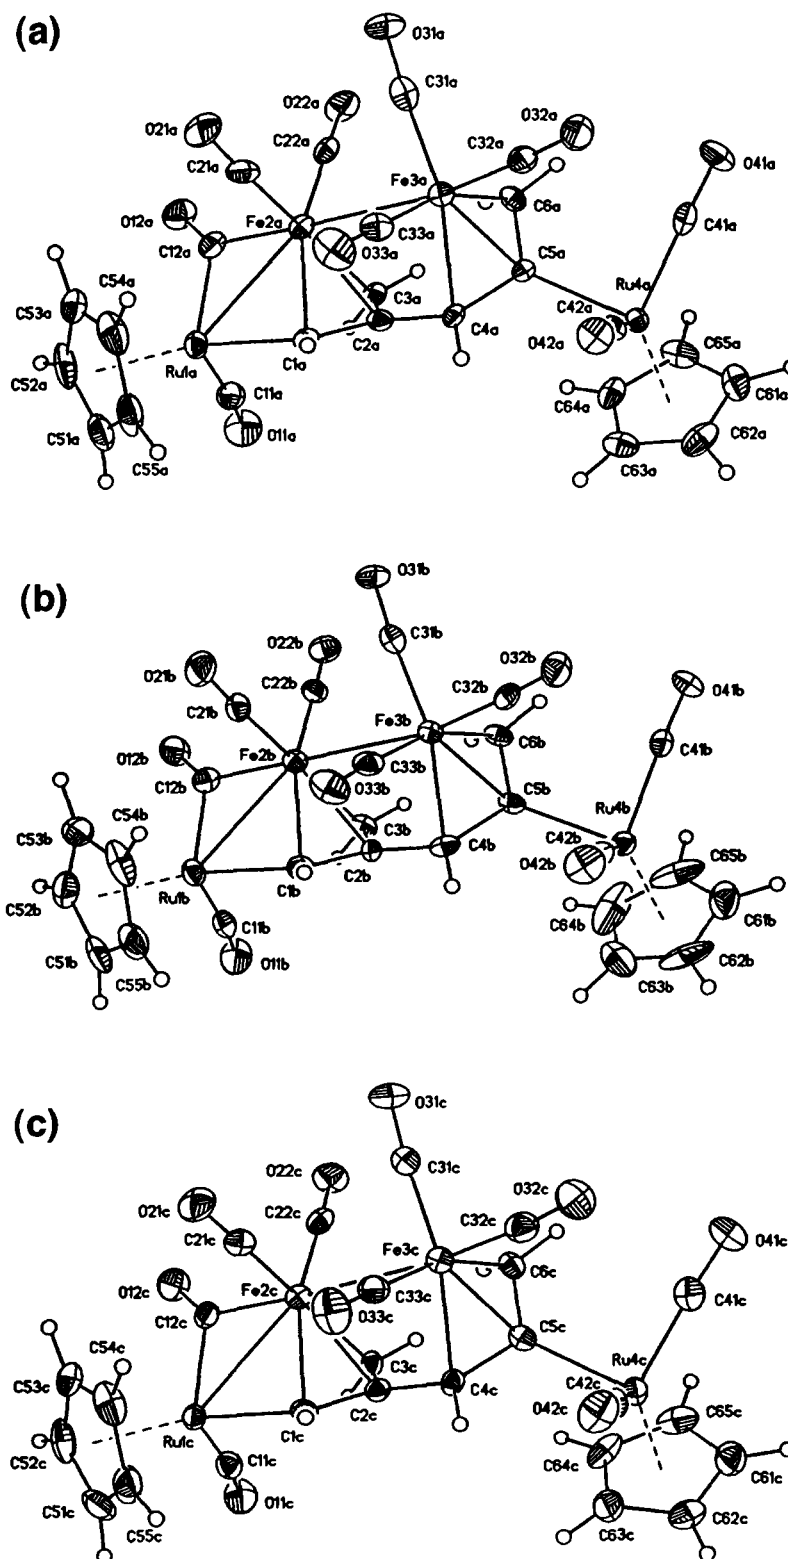 (a)
O31a
C31a
O22a
O32a
O21a
C22a
C32a
O41a
C21a
Fe3a
O12a
C6a
Fe2a
C33a
C41a
C12a
O33a
C5a
C54a
Ru4a
C53a
C3a
C42a
C4a
O42a
C2a
C65a
C1a
Ru1a
C52a
C61a
C11a
C64a
C51a
O11a
C62a
C55a
C63a
(b)
O31b
C31b
O22b
O32b
O21b
C22b
C32b
O41b
C21b
Fe3b
C6b
C41b
O12b
Fe2b
C33b
C12b
O33b
C5b
Ru4b
C54b
C53b
C3b
C42b
C4b
O42b
C2b
C65b
C1b
Ru1b
C52b
C61b
C64b
C11b
C51b
O11b
C62b
C55b
C63b
(c)
O31c
C31c
O22c
O32c
O21c
C22c
C32c
O41c
C21c
Fe3c
C6c
O12c
Fe2c
C33c
C41c
C12c
O33c
C5c
C54c
Ru4c
C53c
C3c
C42c
C4c
O42c
C2c
C65c
C1c
Ru1c
C52c
C64c
C11c
C61c
C51c
O11c
C62c
C55c
C63c